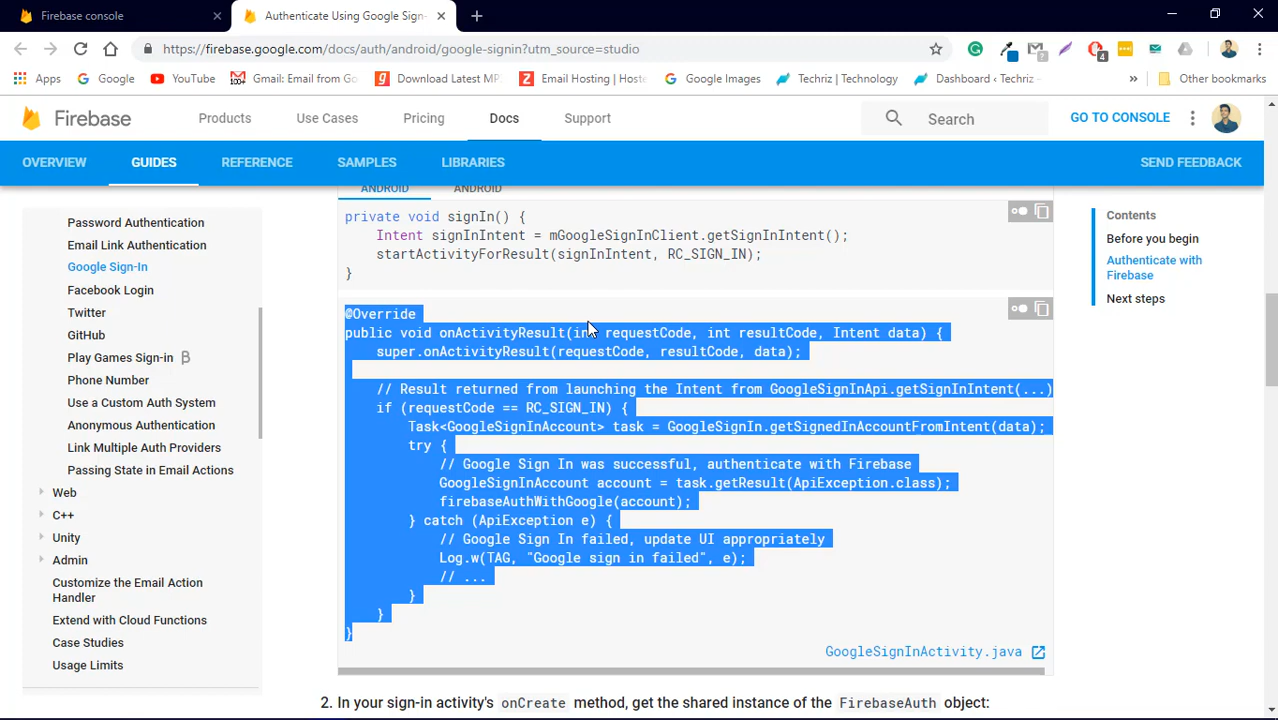 Firebase console
Authenticate Using Google Sign-
https://firebase.google.com/docs/auth/android/google-signin?utm_source=studio
Apps
Google
YouTube
Gmail: Email from Go
Download Latest MP
Email Hosting | Hoste
Google Images
Techriz | Technology
Dashboard ‹ Techriz —
»
Other bookmarks
Firebase
Products
Use Cases
Pricing
Docs
Support
Search
GO TO CONSOLE
OVERVIEW
GUIDES
REFERENCE
SAMPLES
LIBRARIES
SEND FEEDBACK
Password Authentication
Email Link Authentication
Google Sign-In
Facebook Login
Twitter
GitHub
Play Games Sign-in β
Phone Number
Use a Custom Auth System
Anonymous Authentication
Link Multiple Auth Providers
Passing State in Email Actions
Web
C++
Unity
Admin
Customize the Email Action
Handler
Extend with Cloud Functions
Case Studies
Usage Limits
ANDROID
ANDROID
private void signIn() {
    Intent signInIntent = mGoogleSignInClient.getSignInIntent();
    startActivityForResult(signInIntent, RC_SIGN_IN);
}
@Override
public void onActivityResult(int requestCode, int resultCode, Intent data) {
    super.onActivityResult(requestCode, resultCode, data);
    // Result returned from launching the Intent from GoogleSignInApi.getSignInIntent(...)
    if (requestCode == RC_SIGN_IN) {
        Task<GoogleSignInAccount> task = GoogleSignIn.getSignedInAccountFromIntent(data);
        try {
            // Google Sign In was successful, authenticate with Firebase
            GoogleSignInAccount account = task.getResult(ApiException.class);
            firebaseAuthWithGoogle(account);
        } catch (ApiException e) {
            // Google Sign In failed, update UI appropriately
            Log.w(TAG, "Google sign in failed", e);
            // ...
        }
    }
}
GoogleSignInActivity.java
2. In your sign-in activity's onCreate method, get the shared instance of the FirebaseAuth object:
Contents
Before you begin
Authenticate with
Firebase
Next steps